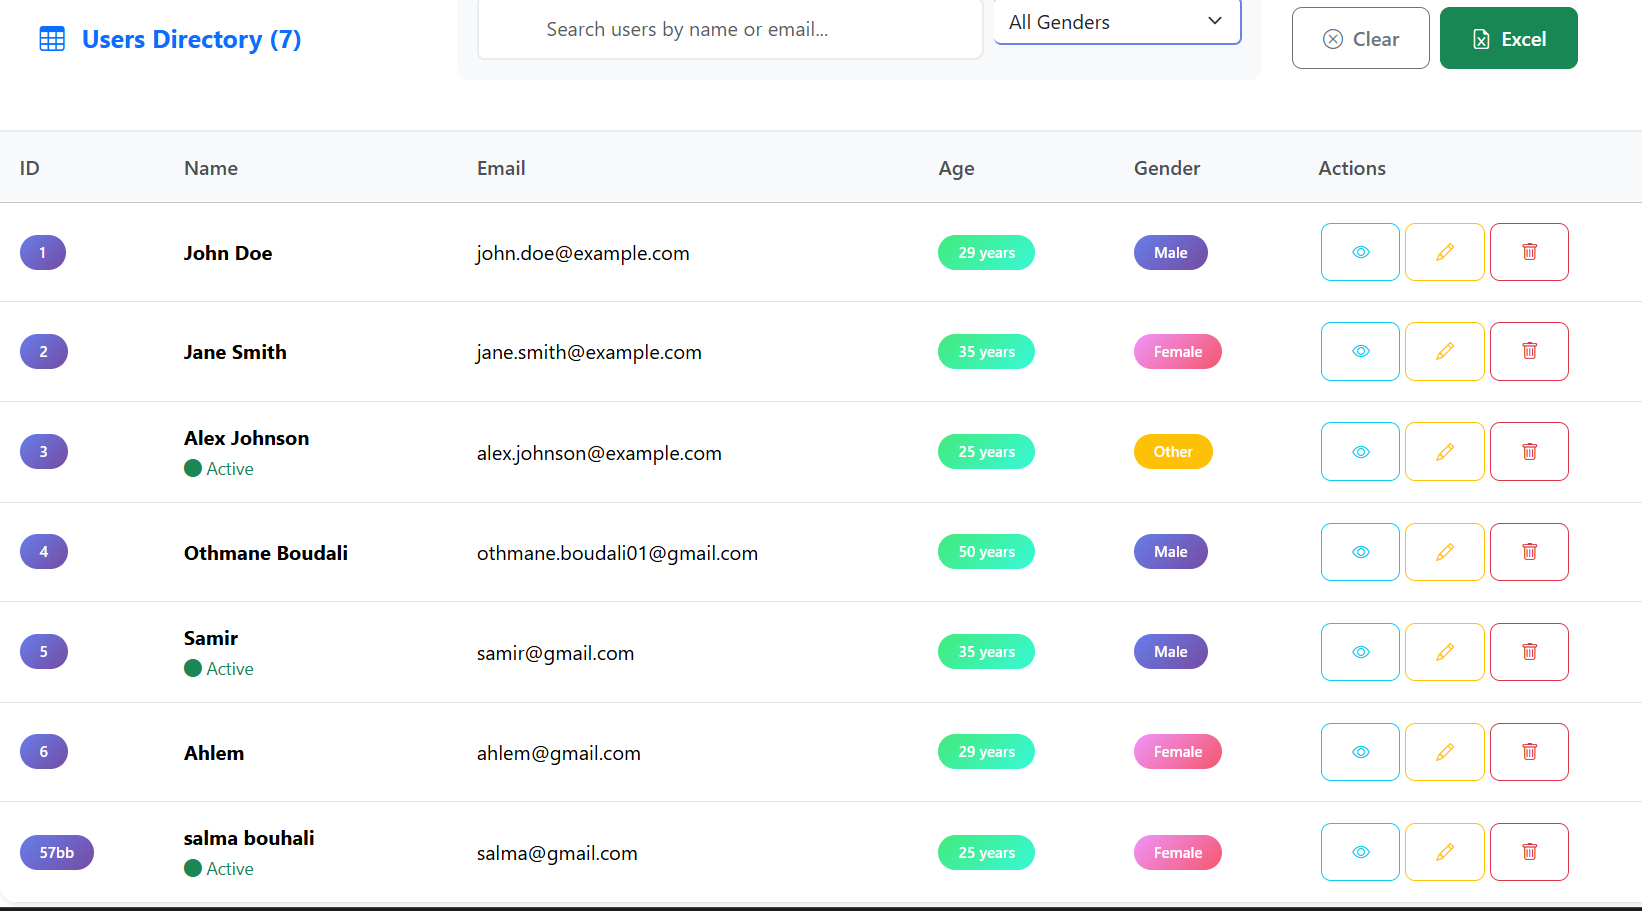 Users Directory (7)
Search users by name or email...
All Genders
Clear
Excel
ID Name Email Age Gender Actions
1 John Doe john.doe@example.com 29 years Male
2 Jane Smith jane.smith@example.com 35 years Female
3 Alex Johnson alex.johnson@example.com 25 years Other
Active
4 Othmane Boudali othmane.boudali01@gmail.com 50 years Male
5 Samir samir@gmail.com 35 years Male
Active
6 Ahlem ahlem@gmail.com 29 years Female
57bb salma bouhali salma@gmail.com 25 years Female
Active